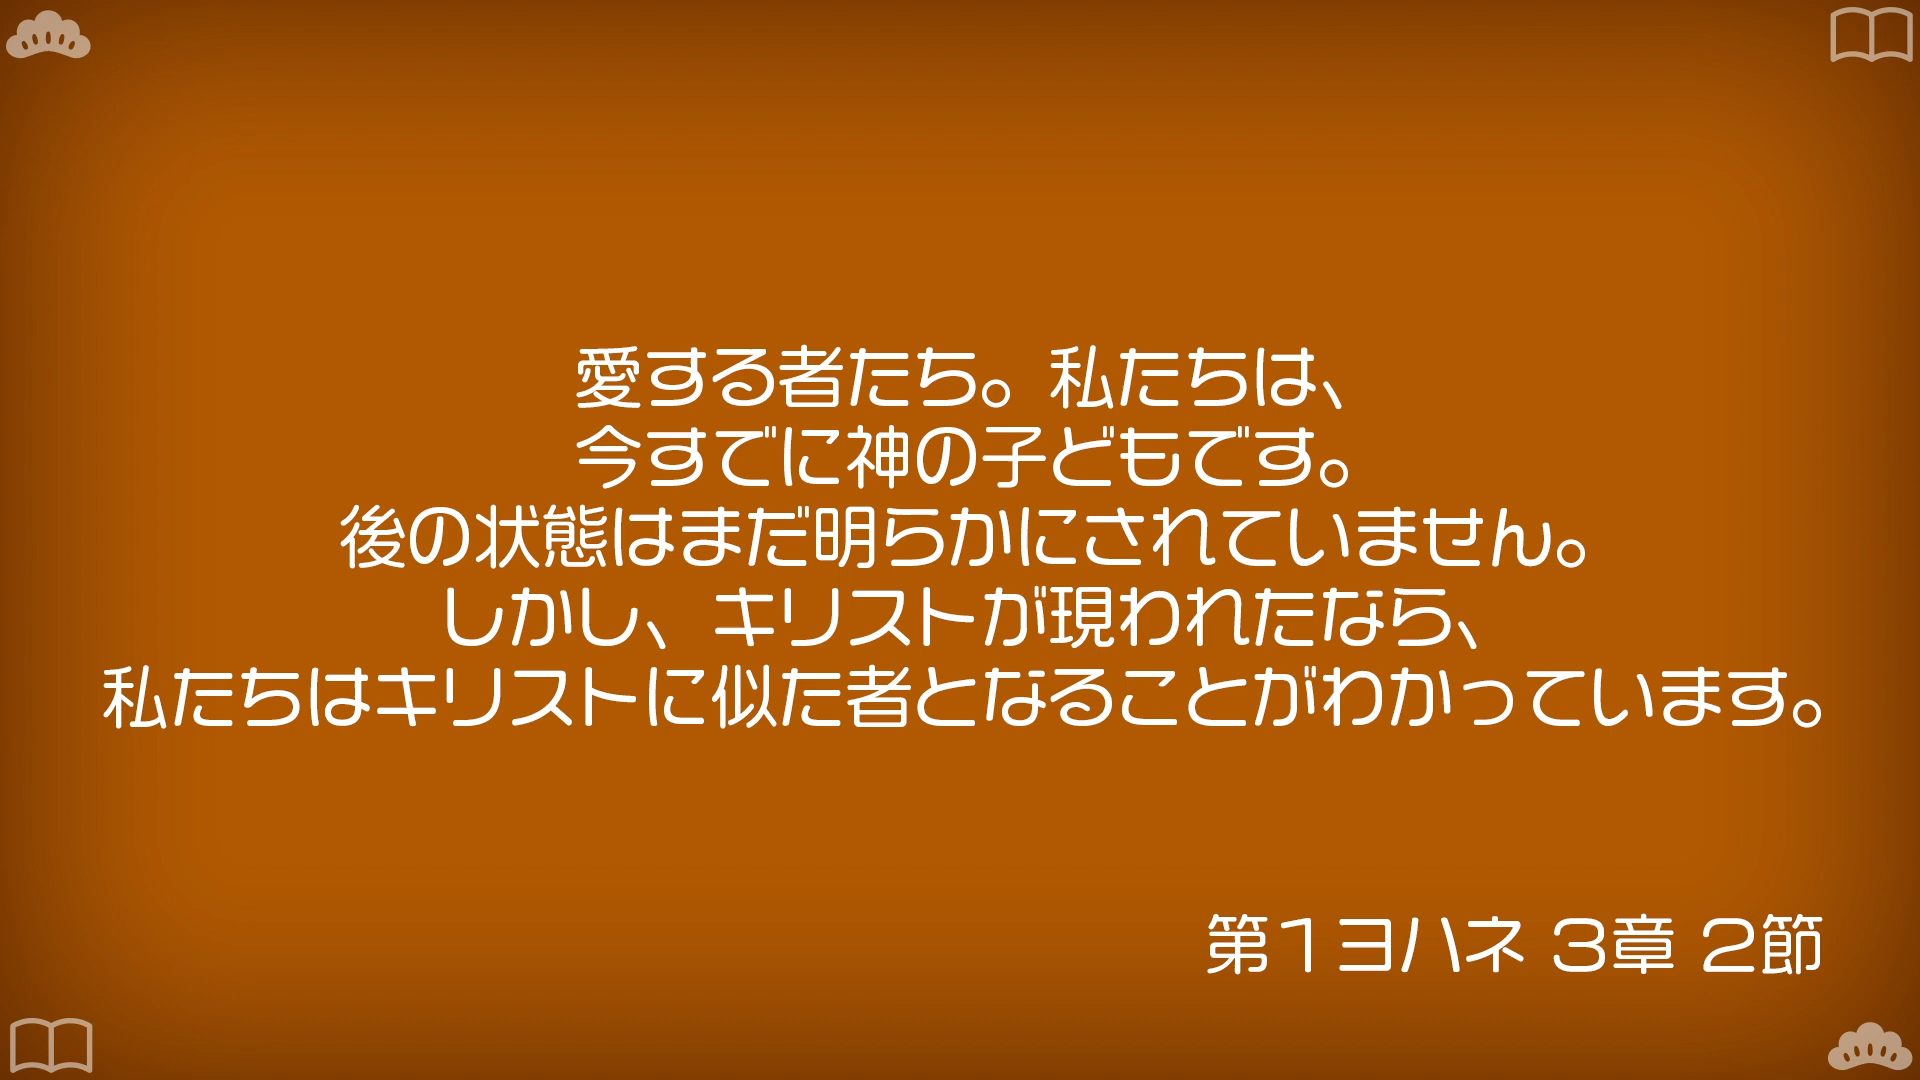 愛する者たち。私たちは、
今すでに神の子どもです。
後の状態はまだ明らかにされていません。
しかし、キリストが現われたなら、
私たちはキリストに似た者となることがわかっています。
第１ヨハネ ３章 ２節